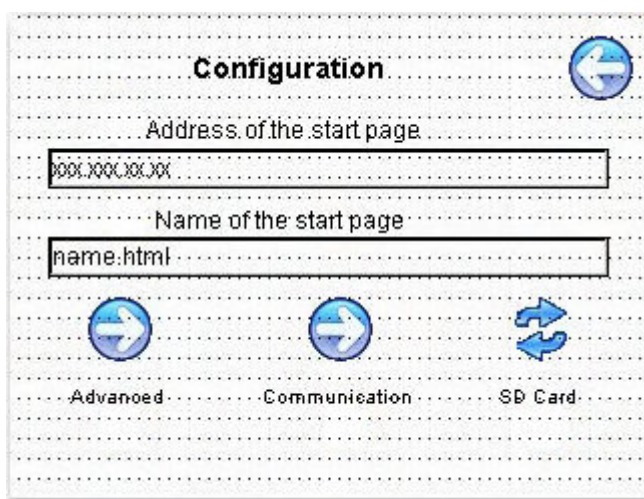 Configuration
Address of the start page
xxx.xxx.xx.xx
Name of the start page
name.html
Advanced
Communication
SD Card